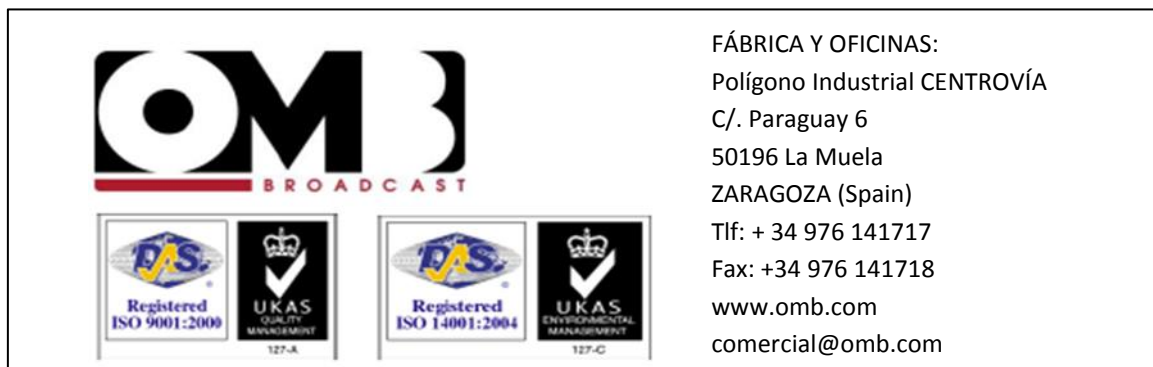 OMB
BROADCAST
DAS
Registered
ISO 9001:2000
UKAS
QUALITY
MANAGEMENT
127-A
DAS
Registered
ISO 14001:2004
UKAS
ENVIRONMENTAL
MANAGEMENT
127-C
FÁBRICA Y OFICINAS:
Polígono Industrial CENTROVÍA
C/. Paraguay 6
50196 La Muela
ZARAGOZA (Spain)
Tlf: + 34 976 141717
Fax: +34 976 141718
www.omb.com
comercial@omb.com